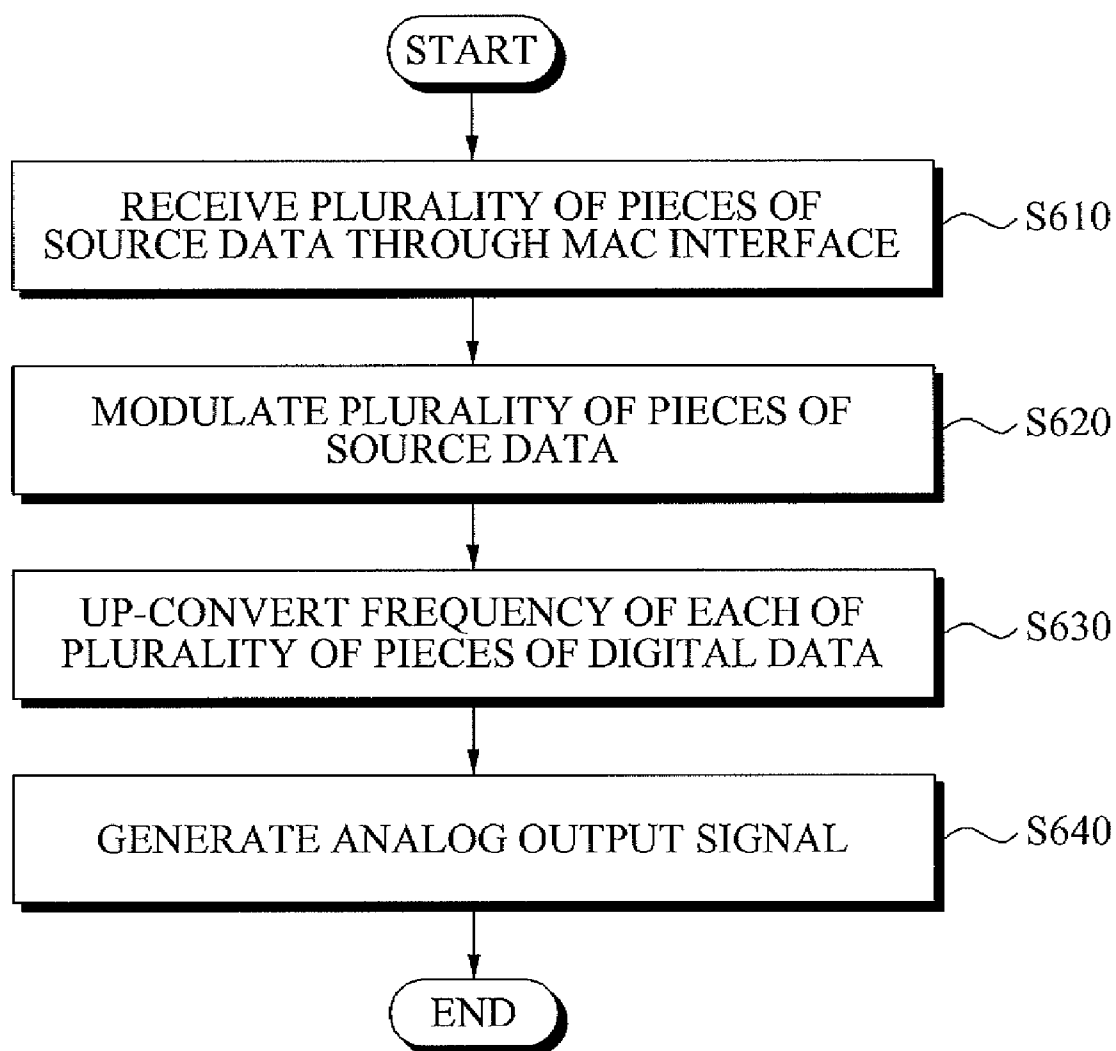 START
RECEIVE PLURALITY OF PIECES OF
SOURCE DATA THROUGH MAC INTERFACE
S610
MODULATE PLURALITY OF PIECES OF
SOURCE DATA
S620
UP-CONVERT FREQUENCY OF EACH OF
PLURALITY OF PIECES OF DIGITAL DATA
S630
GENERATE ANALOG OUTPUT SIGNAL
S640
END